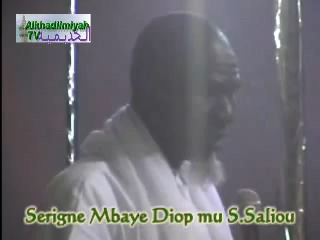 Alkhadimiyah
TV الخديمية
Serigne Mbaye Diop mu S.Saliou